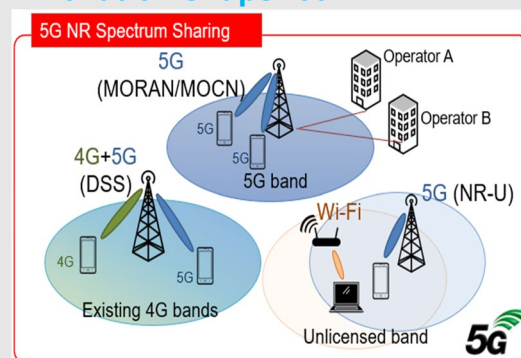 5G NR Spectrum Sharing
5G
(MORAN/MOCN)
Operator A
Operator B
5G
5G
5G band
4G+5G
(DSS)
4G
5G
Existing 4G bands
5G (NR-U)
Wi-Fi
Unlicensed band
5G